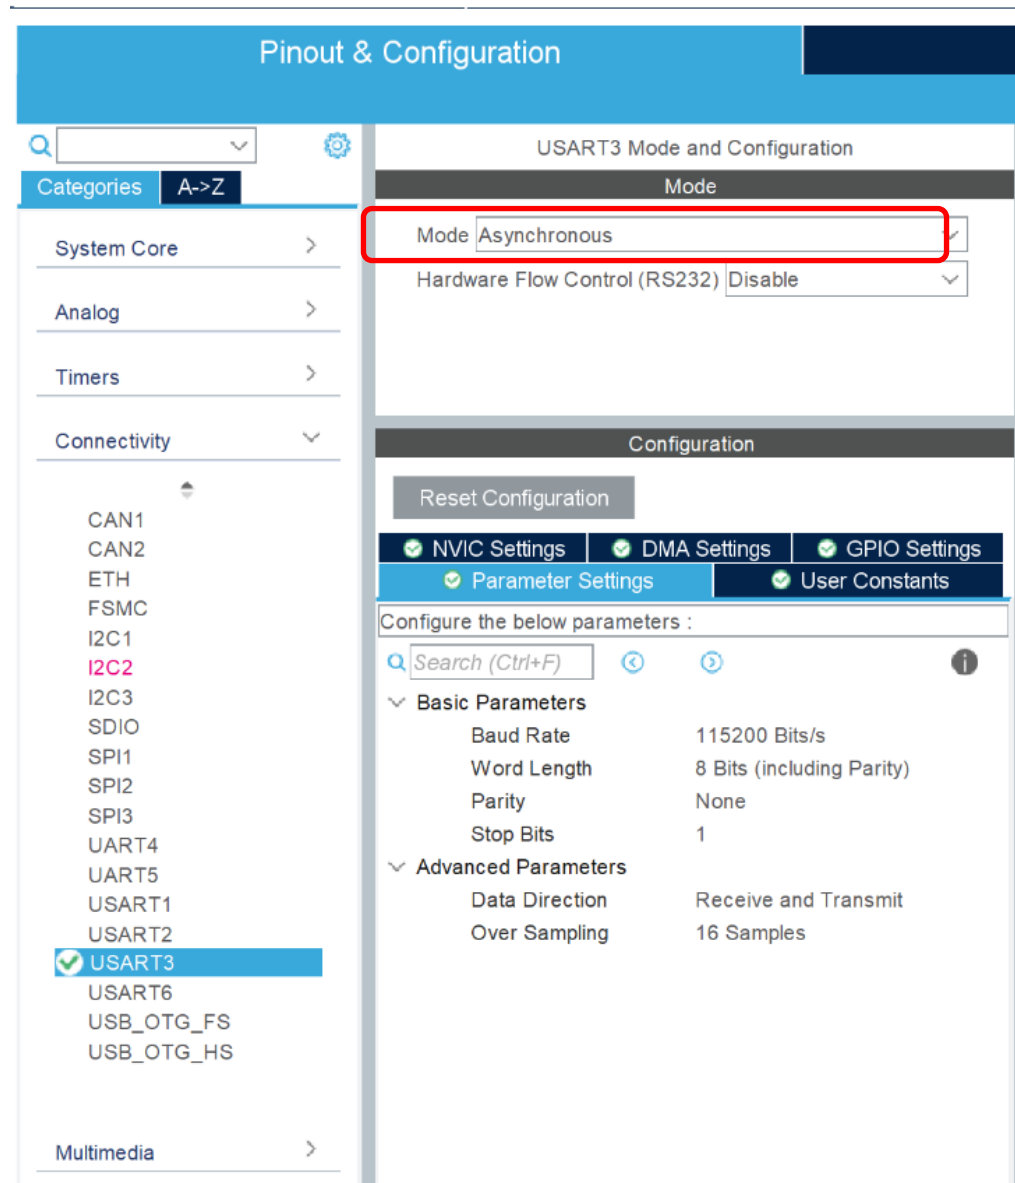 Pinout & Configuration
Categories
A->Z
System Core
Analog
Timers
Connectivity
CAN1
CAN2
ETH
FSMC
I2C1
I2C2
I2C3
SDIO
SPI1
SPI2
SPI3
UART4
UART5
USART1
USART2
USART3
USART6
USB_OTG_FS
USB_OTG_HS
Multimedia
USART3 Mode and Configuration
Mode
Mode Asynchronous
Hardware Flow Control (RS232) Disable
Configuration
Reset Configuration
NVIC Settings
DMA Settings
GPIO Settings
Parameter Settings
User Constants
Configure the below parameters :
Search (Ctrl+F)
Basic Parameters
Baud Rate 115200 Bits/s
Word Length 8 Bits (including Parity)
Parity None
Stop Bits 1
Advanced Parameters
Data Direction Receive and Transmit
Over Sampling 16 Samples